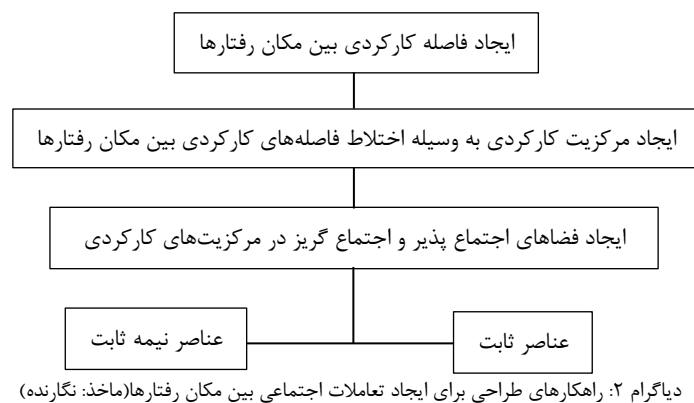 ایجاد فاصله کارکردی بین مکان رفتارها
ایجاد مرکزیت کارکردی به وسیله اختلاط فاصله‌های کارکردی بین مکان رفتارها
ایجاد فضاهای اجتماع پذیر و اجتماع گریز در مرکزیت‌های کارکردی
عناصر ثابت
عناصر نیمه ثابت
دیاگرام ۲: راهکارهای طراحی برای ایجاد تعاملات اجتماعی بین مکان رفتارها(ماخذ: نگارنده)